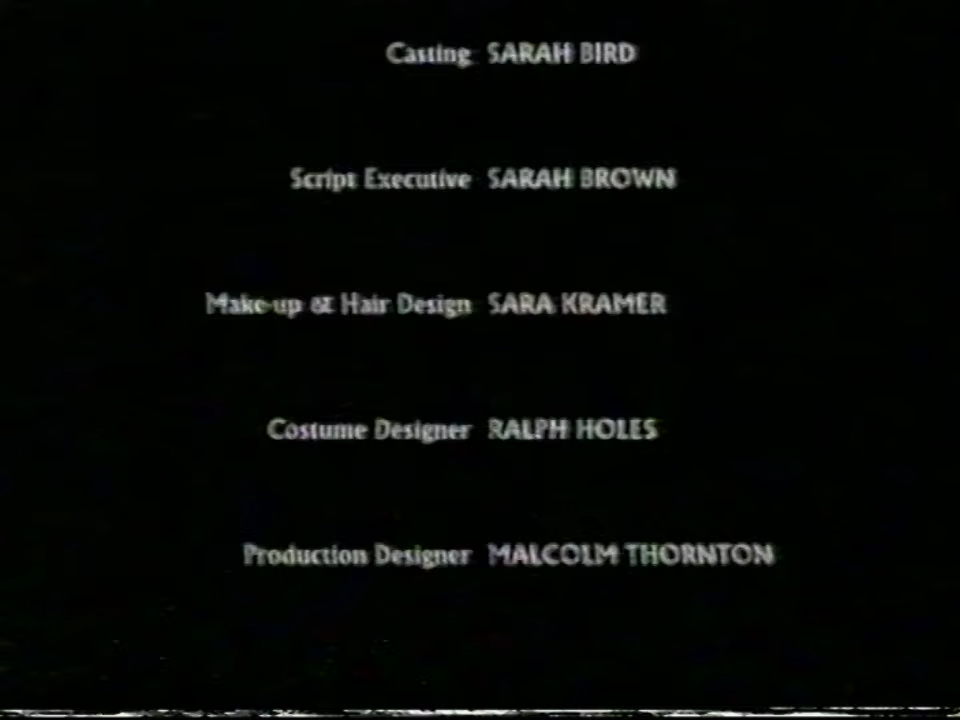 Casting SARAH BIRD
Script Executive SARAH BROWN
Make-up & Hair Design SARA KRAMER
Costume Designer RALPH HOLES
Production Designer MALCOLM THORNTON